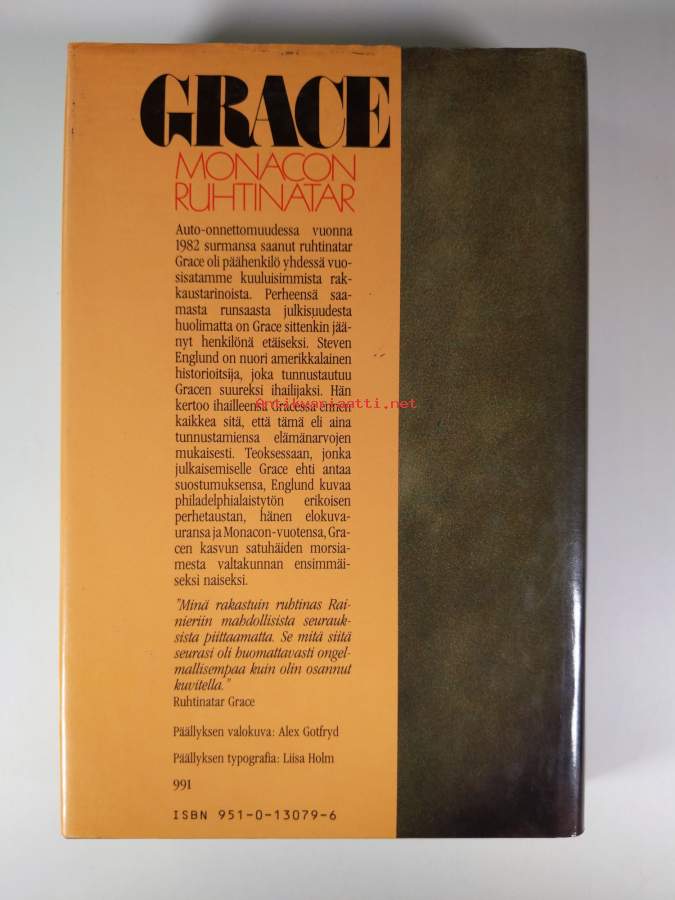 GRACE
MONACON
RUHTINATAR
Auto-onnettomuudessa vuonna
1982 surmansa saanut ruhtinatar
Grace oli päähenkilö yhdessä vuo-
sisatamme kuuluisimmista rak-
kaustarinoista. Perheensä saa-
masta runsaasta julkisuudesta
huolimatta on Grace sittenkin jää-
nyt henkilönä etäiseksi. Steven
Englund on nuori amerikkalainen
historioitsija, joka tunnustautuu
Gracen suureksi ihailijaksi. Hän
kertoo ihailleensa Gracessa ennen
Antikvariaatti.net
kaikkea sitä, että tämä eli aina
tunnustamiensa elämänarvojen
mukaisesti. Teoksessaan, jonka
julkaisemiselle Grace ehti antaa
suostumuksensa, Englund kuvaa
philadelphialaistytön erikoisen
perhetaustan, hänen elokuva-
uransa ja Monacon-vuotensa, Gra-
cen kasvun satuhäiden morsia-
mesta valtakunnan ensimmäi-
seksi naiseksi.
"Minä rakastuin ruhtinas Rai-
nieriin mahdollisista seurauk-
sista piittaamatta. Se mitä siitä
seurasi oli huomattavasti ongel-
mallisempaa kuin olin osannut
kuvitella."
Ruhtinatar Grace
Päällyksen valokuva: Alex Gotfryd
Päällyksen typografia: Liisa Holm
991
ISBN 951-0-13079-6